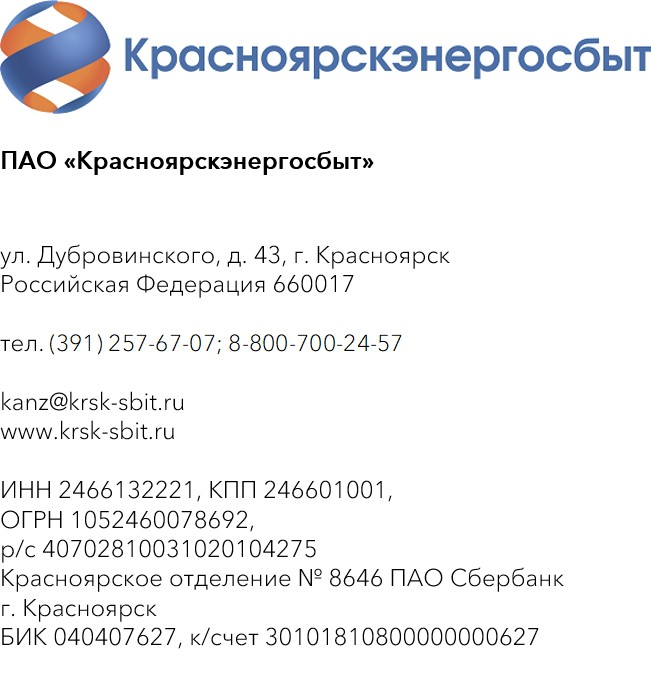 Красноярскэнергосбыт
ПАО «Красноярскэнергосбыт»
ул. Дубровинского, д. 43, г. Красноярск
Российская Федерация 660017
тел. (391) 257-67-07; 8-800-700-24-57
kanz@krsk-sbit.ru
www.krsk-sbit.ru
ИНН 2466132221, КПП 246601001,
ОГРН 1052460078692,
р/с 40702810031020104275
Красноярское отделение № 8646 ПАО Сбербанк
г. Красноярск
БИК 040407627, к/счет 30101810800000000627